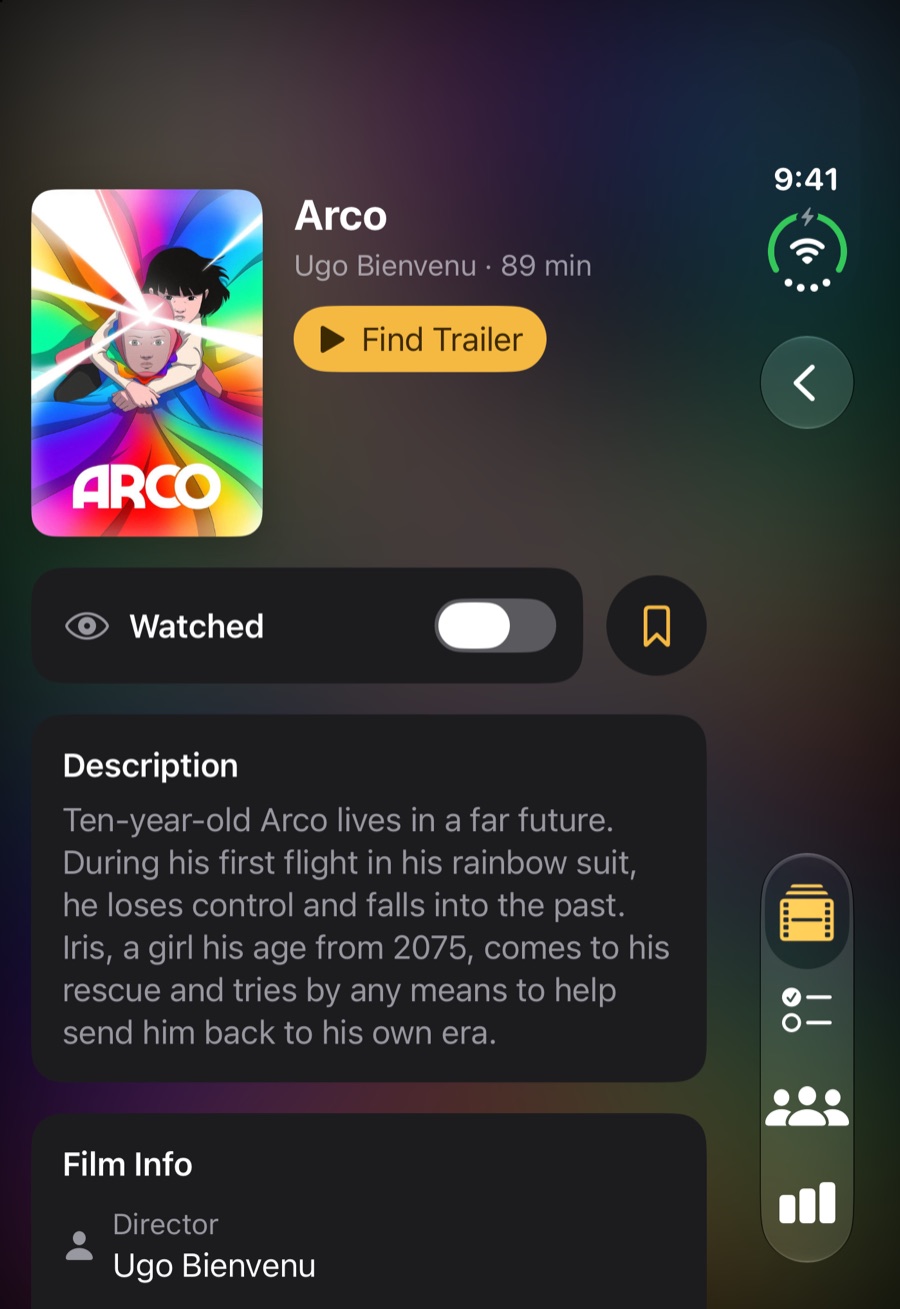 9:41
Arco
Ugo Bienvenu · 89 min
Find Trailer
ARCO
Watched
Description
Ten-year-old Arco lives in a far future.
During his first flight in his rainbow suit,
he loses control and falls into the past.
Iris, a girl his age from 2075, comes to his
rescue and tries by any means to help
send him back to his own era.
Film Info
Director
Ugo Bienvenu